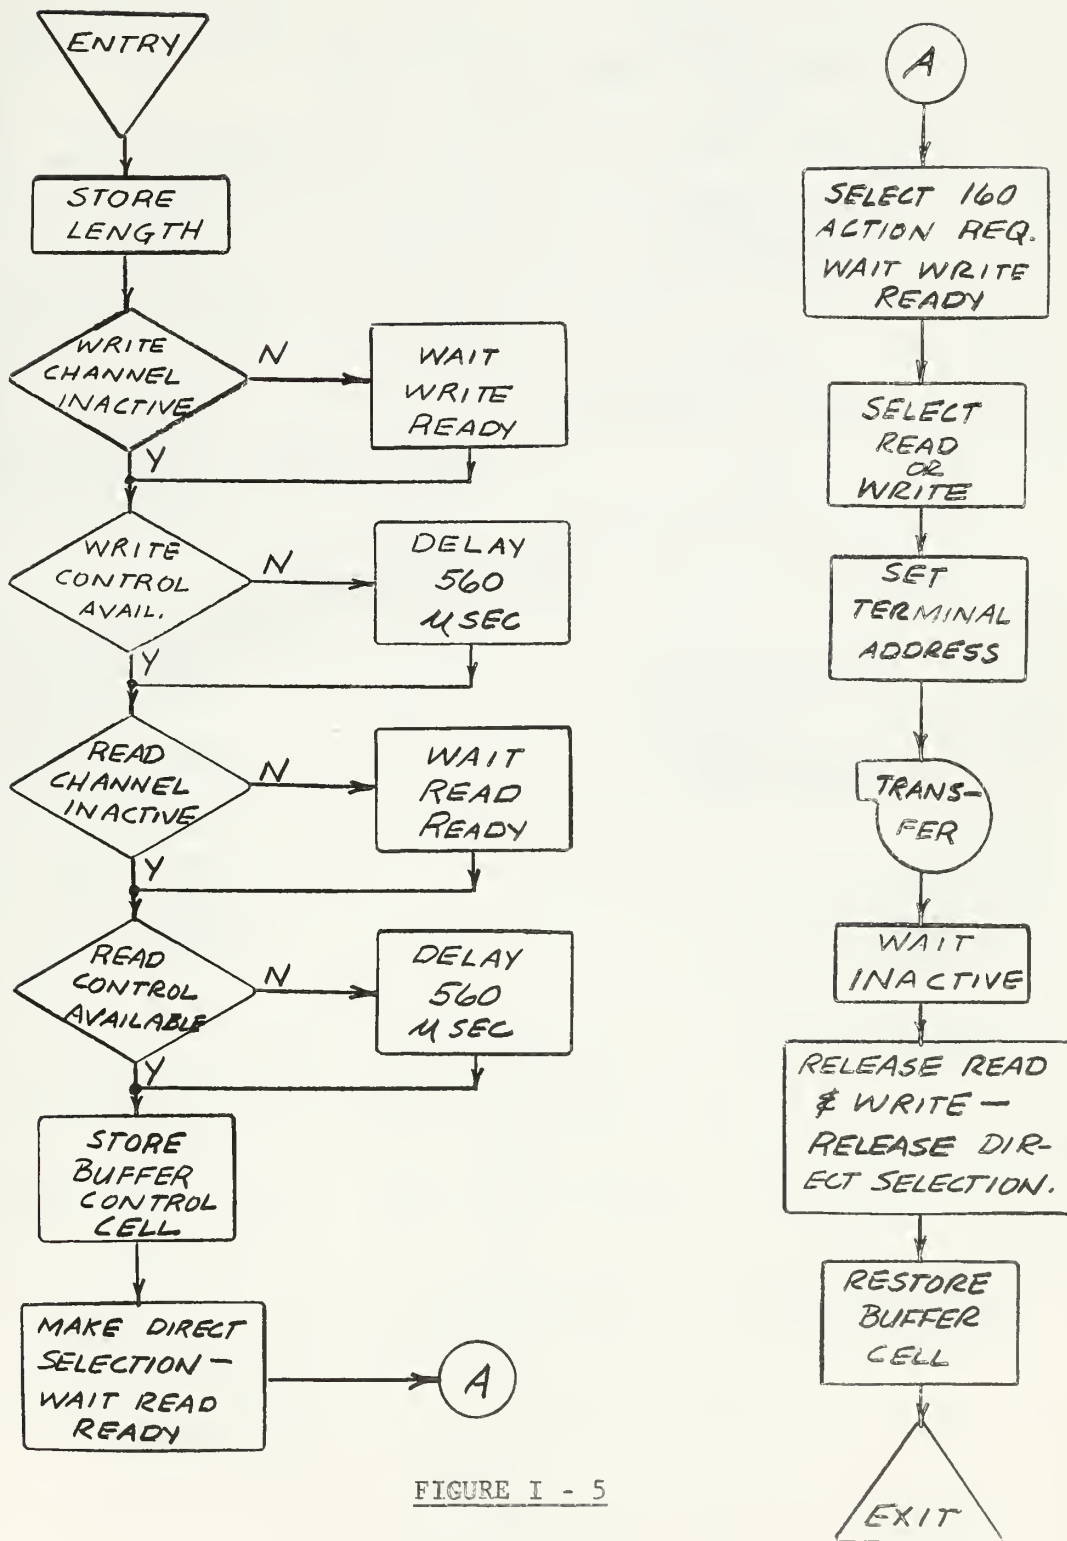 ENTRY
STORE
LENGTH
WRITE
CHANNEL
INACTIVE
N
WAIT
WRITE
READY
Y
WRITE
CONTROL
AVAIL.
N
DELAY
560
μ SEC
Y
READ
CHANNEL
INACTIVE
N
WAIT
READ
READY
Y
READ
CONTROL
AVAILABLE
N
DELAY
560
μ SEC
Y
STORE
BUFFER
CONTROL
CELL
MAKE DIRECT
SELECTION —
WAIT READ
READY
A
A
SELECT 160
ACTION REQ.
WAIT WRITE
READY
SELECT
READ
OR
WRITE
SET
TERMINAL
ADDRESS
TRANS-
FER
WAIT
INACTIVE
RELEASE READ
& WRITE —
RELEASE DIR-
ECT SELECTION.
RESTORE
BUFFER
CELL
EXIT
FIGURE I - 5